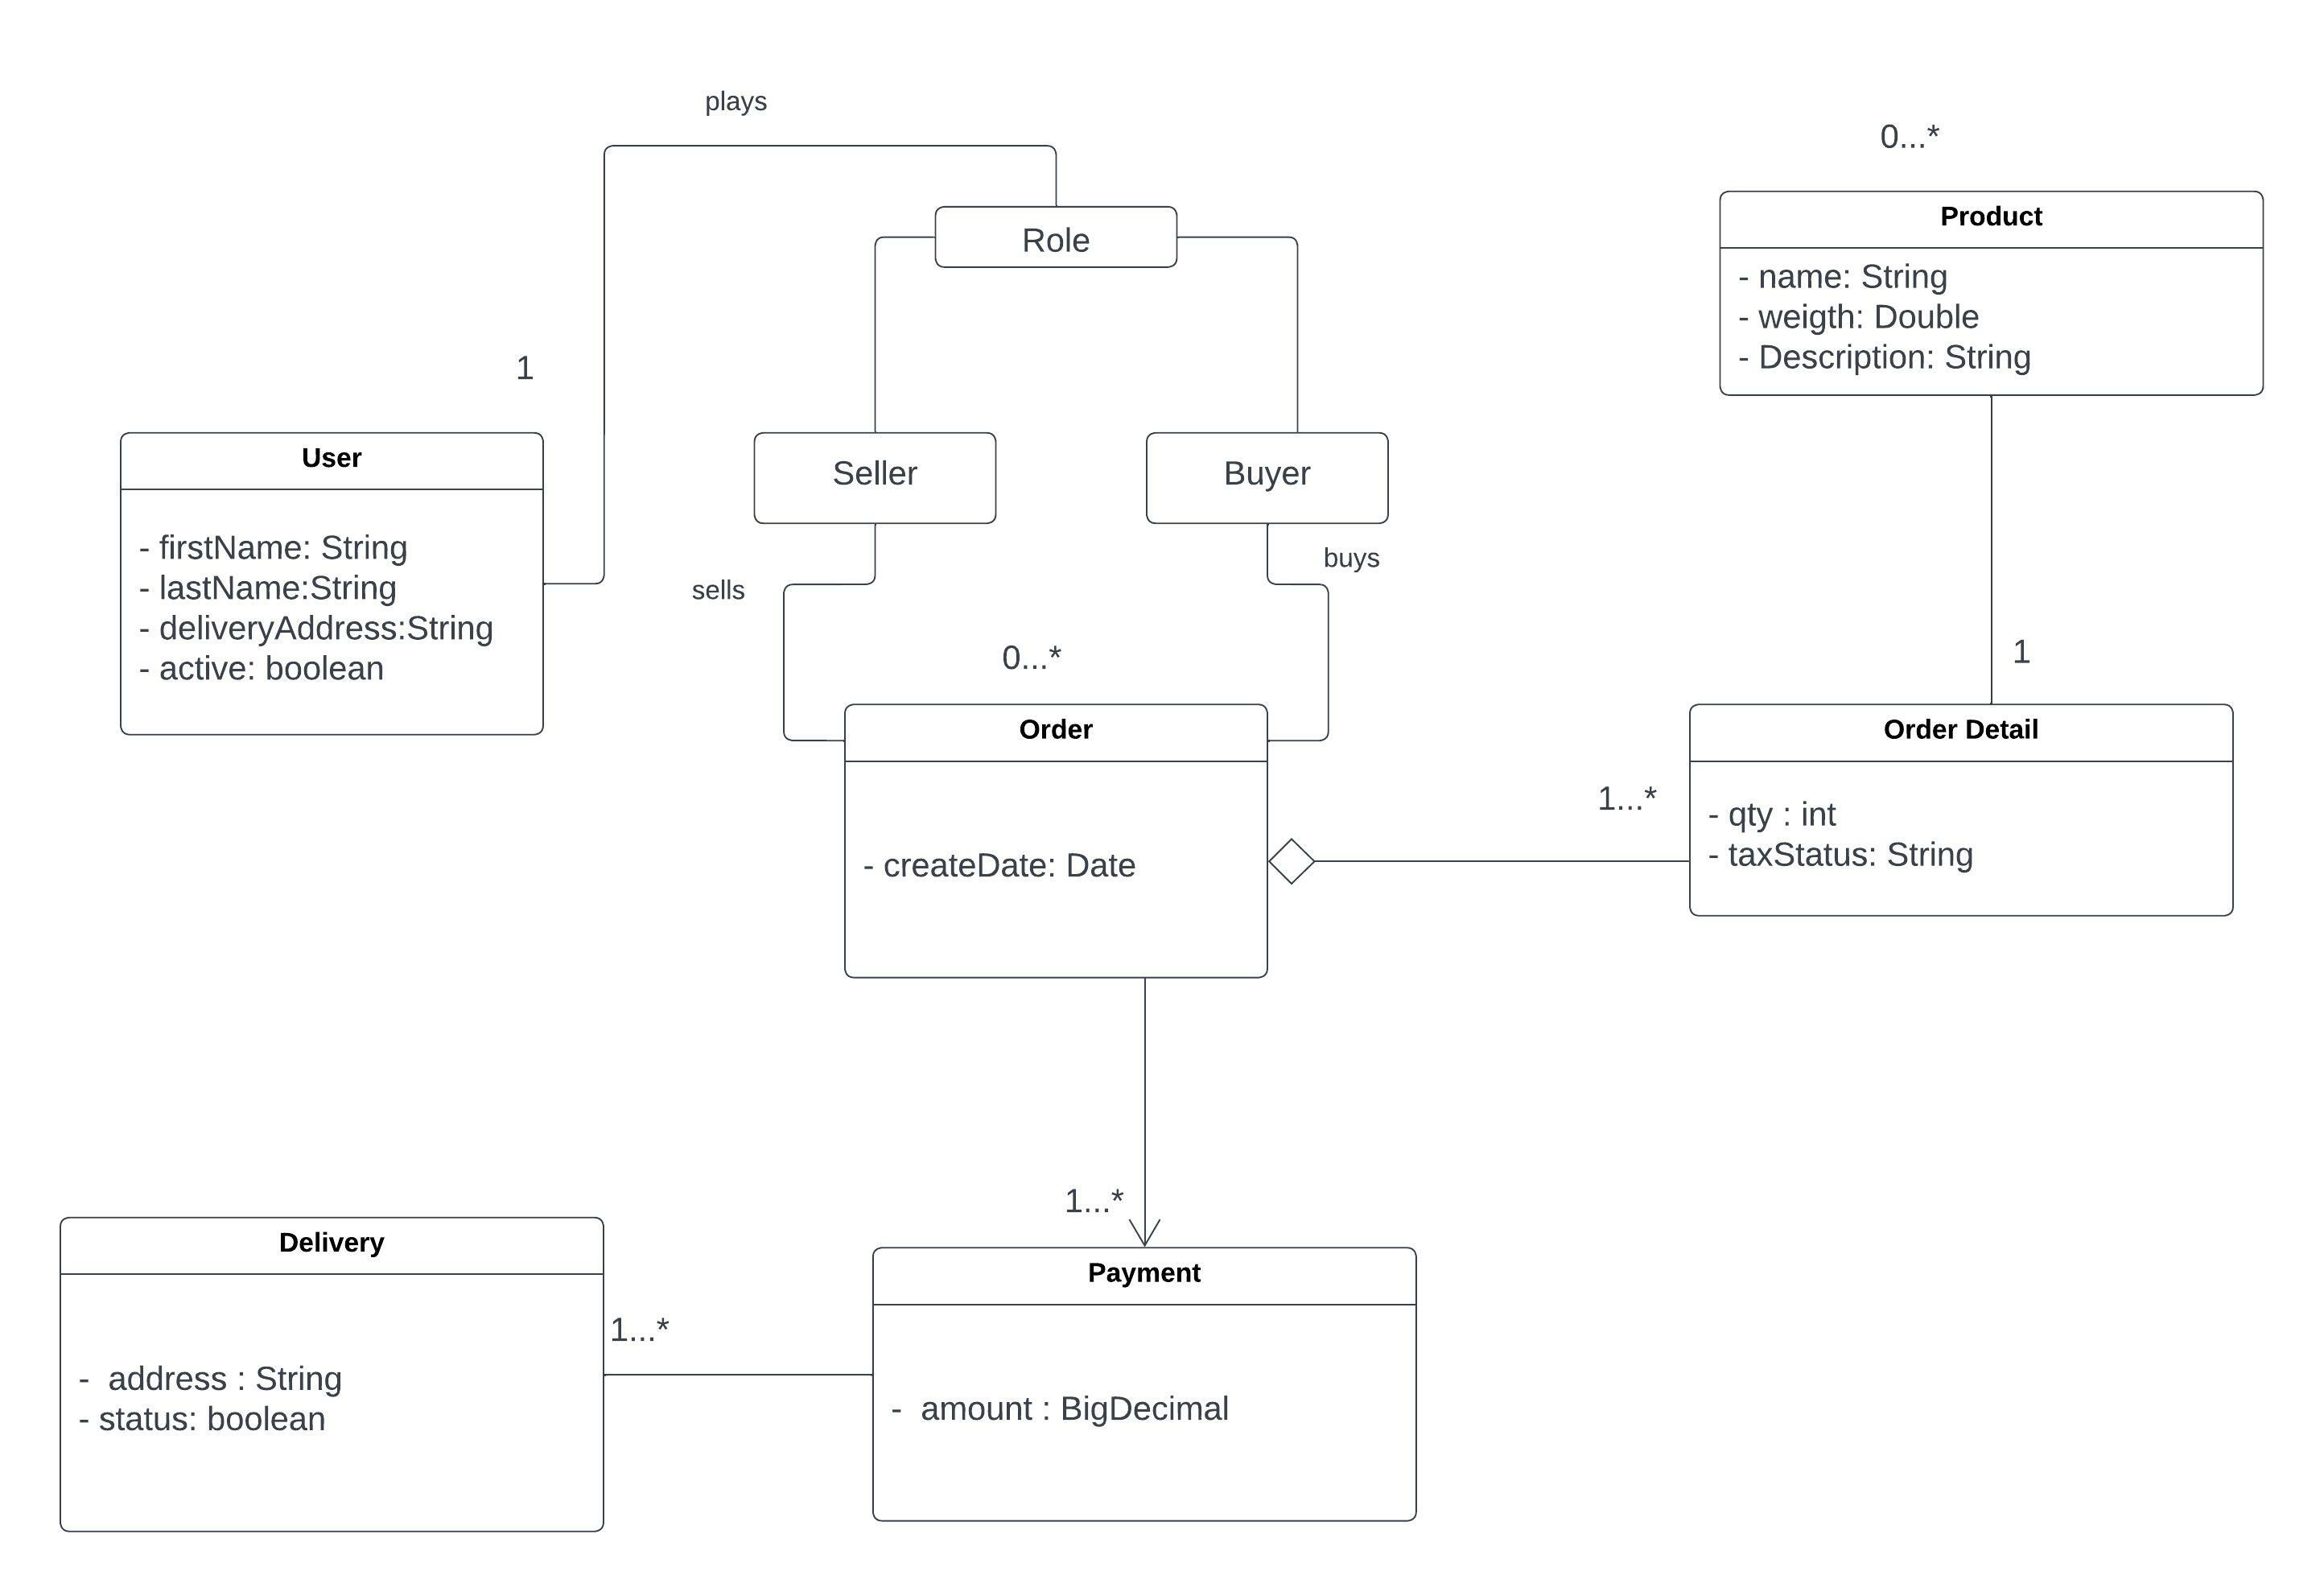 plays
0...*
Product
- name: String
- weigth: Double
- Description: String
Role
1
User
- firstName: String
- lastName:String
- deliveryAddress:String
- active: boolean
Seller
Buyer
sells
buys
0...*
Order
- createDate: Date
1
Order Detail
- qty : int
- taxStatus: String
1...*
1...*
Delivery
-  address : String
- status: boolean
1...*
Payment
-  amount : BigDecimal